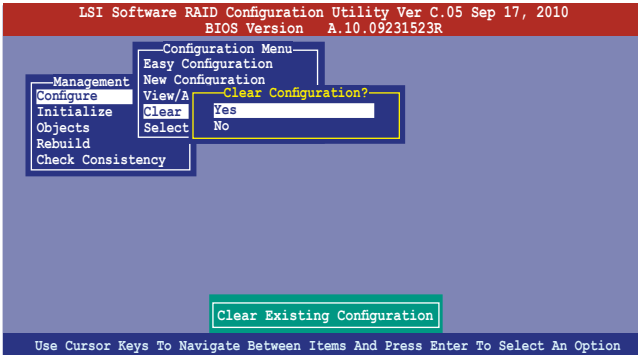 LSI Software RAID Configuration Utility Ver C.05 Sep 17, 2010
BIOS Version A.10.09231523R
Configuration Menu
Easy Configuration
New Configuration
View/A
Clear
Select
Management
Configure
Initialize
Objects
Rebuild
Check Consistency
Clear Configuration?
Yes
No
Clear Existing Configuration
Use Cursor Keys To Navigate Between Items And Press Enter To Select An Option